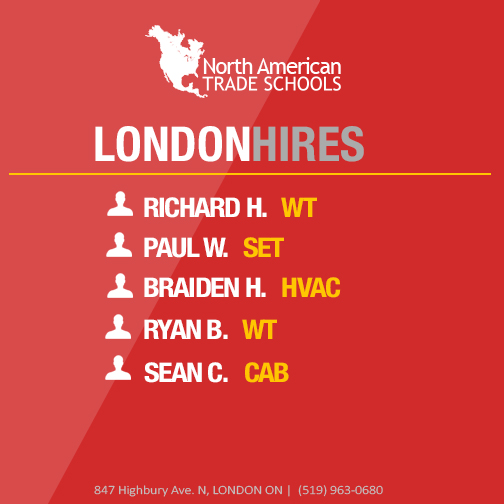 North American
TRADE SCHOOLS
LONDONHIRES
RICHARD H. WT
PAUL W. SET
BRAIDEN H. HVAC
RYAN B. WT
SEAN C. CAB
847 Highbury Ave. N, LONDON ON | (519) 963-0680